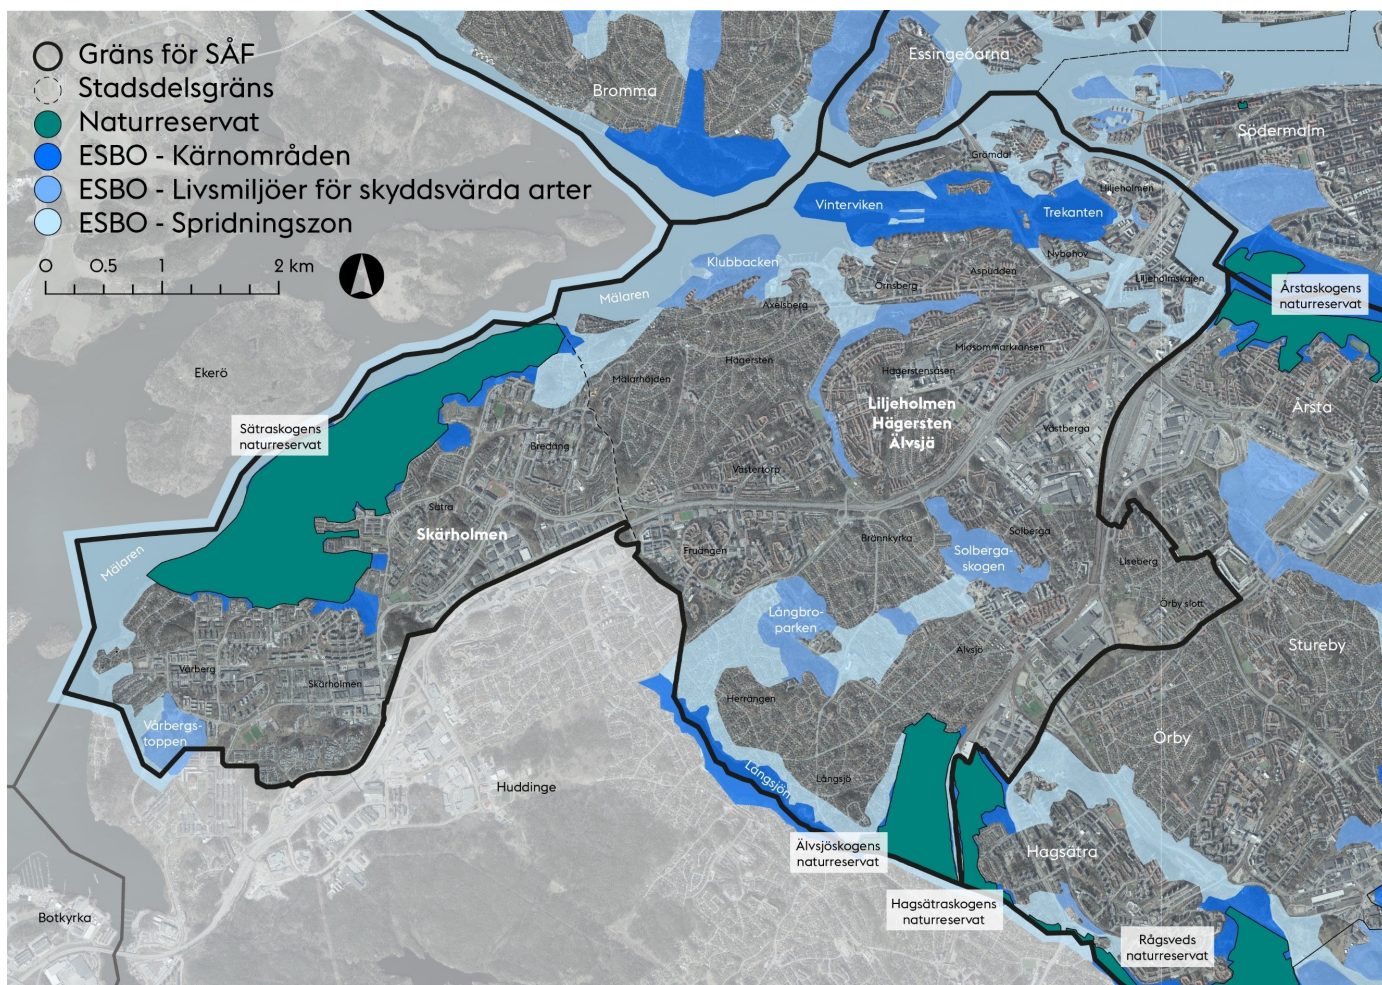 Gräns för SÅF
Stadsdelsgräns
Naturreservat
ESBO - Kärnområden
ESBO - Livsmiljöer för skyddsvärda arter
ESBO - Spridningszon
0 0.5 1 2 km
Bromma
Essingeöarna
Södermalm
Gröndal
Liljeholmen
Vinterviken
Trekanten
Nybohov
Klubbacken
Aspudden
Örnsberg
Liljeholmskajen
Årstaskogens
naturreservat
Mälaren
Axelsberg
Midsommarkransen
Hägersten
Hägerstensåsen
Ekerö
Mälarhöjden
Liljeholmen
Hägersten
Älvsjö
Årsta
Sätraskogens
naturreservat
Västberga
Bredäng
Västertorp
Sätra
Skärholmen
Solberga
Brännkyrka
Fruängen
Solberga-
skogen
Liseberg
Mälaren
Örby slott
Långbro-
parken
Stureby
Älvsjö
Vårberg
Skärholmen
Herrängen
Vårbergs-
toppen
Örby
Långsjön
Långsjö
Huddinge
Älvsjöskogens
naturreservat
Hagsätra
Hagsätraskogens
naturreservat
Botkyrka
Rågsveds
naturreservat